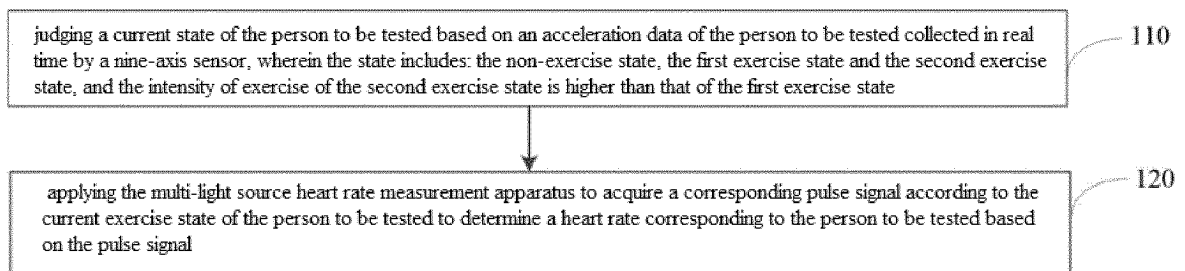 judging a current state of the person to be tested based on an acceleration data of the person to be tested collected in real
time by a nine-axis sensor, wherein the state includes: the non-exercise state, the first exercise state and the second exercise
state, and the intensity of exercise of the second exercise state is higher than that of the first exercise state
110
applying the multi-light source heart rate measurement apparatus to acquire a corresponding pulse signal according to the
current exercise state of the person to be tested to determine a heart rate corresponding to the person to be tested based
on the pulse signal
120